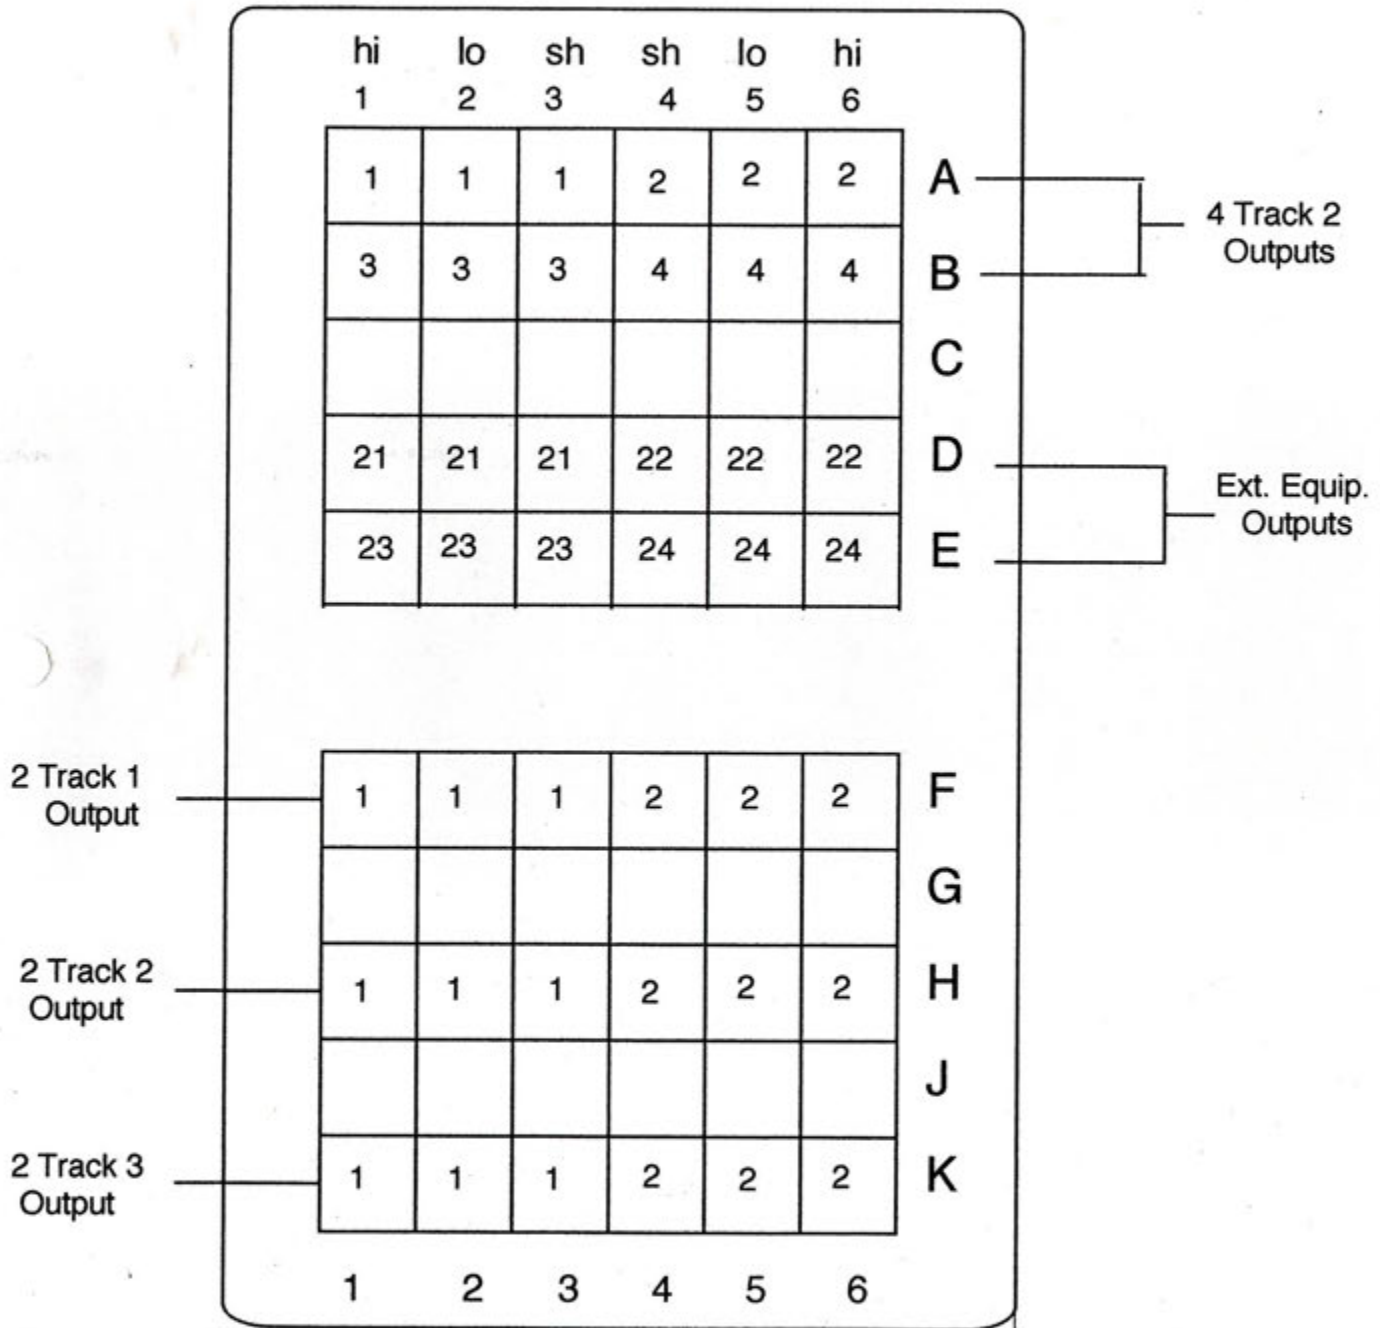 hi lo sh sh lo hi
1 2 3 4 5 6
1 1 1 2 2 2 A
4 Track 2
Outputs
3 3 3 4 4 4 B
C
21 21 21 22 22 22 D
Ext. Equip.
Outputs
23 23 23 24 24 24 E
2 Track 1
Output
1 1 1 2 2 2 F
G
2 Track 2
Output
1 1 1 2 2 2 H
J
2 Track 3
Output
1 1 1 2 2 2 K
1 2 3 4 5 6